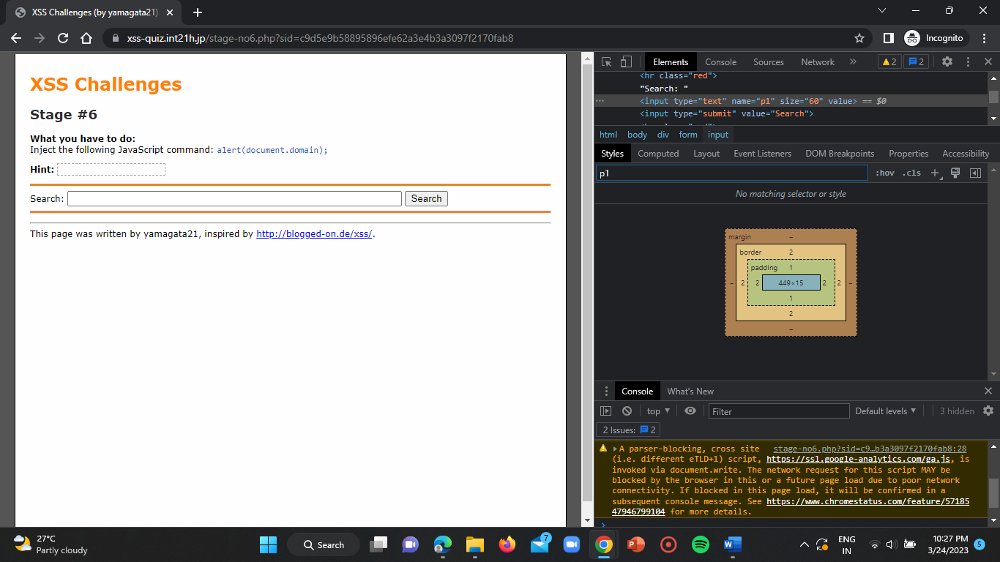 XSS Challenges (by yamagata21)
xss-quiz.int21h.jp/stage-no6.php?sid=c9d5e9b58895896efe62a3e4b3a3097f2170fab8
Incognito
XSS Challenges
Stage #6
What you have to do:
Inject the following JavaScript command: alert(document.domain);
Hint:
Search: Search
This page was written by yamagata21, inspired by http://blogged-on.de/xss/.
Elements Console Sources Network » 2 2
<hr class="red">
"Search: "
··· <input type="text" name="p1" size="60" value> == $0
<input type="submit" value="Search">
html body div form input
Styles Computed Layout Event Listeners DOM Breakpoints Properties Accessibility
p1 :hov .cls
No matching selector or style
margin –
border 2
padding 1
– 2 2 449×15 2 2 –
1
2
–
Console What's New
top Filter Default levels 3 hidden
2 Issues: 2
A parser-blocking, cross site stage-no6.php?sid=c9…b3a3097f2170fab8:28
(i.e. different eTLD+1) script, https://ssl.google-analytics.com/ga.js, is
invoked via document.write. The network request for this script MAY be
blocked by the browser in this or a future page load due to poor network
connectivity. If blocked in this page load, it will be confirmed in a
subsequent console message. See https://www.chromestatus.com/feature/57185
47946799104 for more details.
27°C
Partly cloudy
Search
7
ENG
IN
10:27 PM
3/24/2023
5